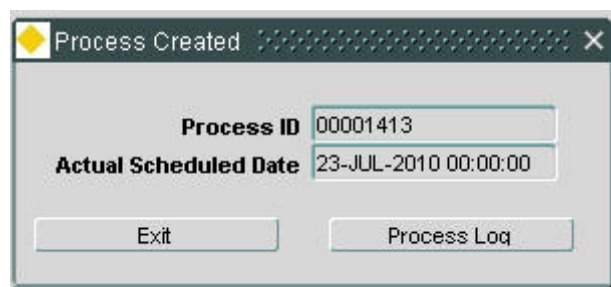 Process Created
Process ID 00001413
Actual Scheduled Date 23-JUL-2010 00:00:00
Exit Process Log